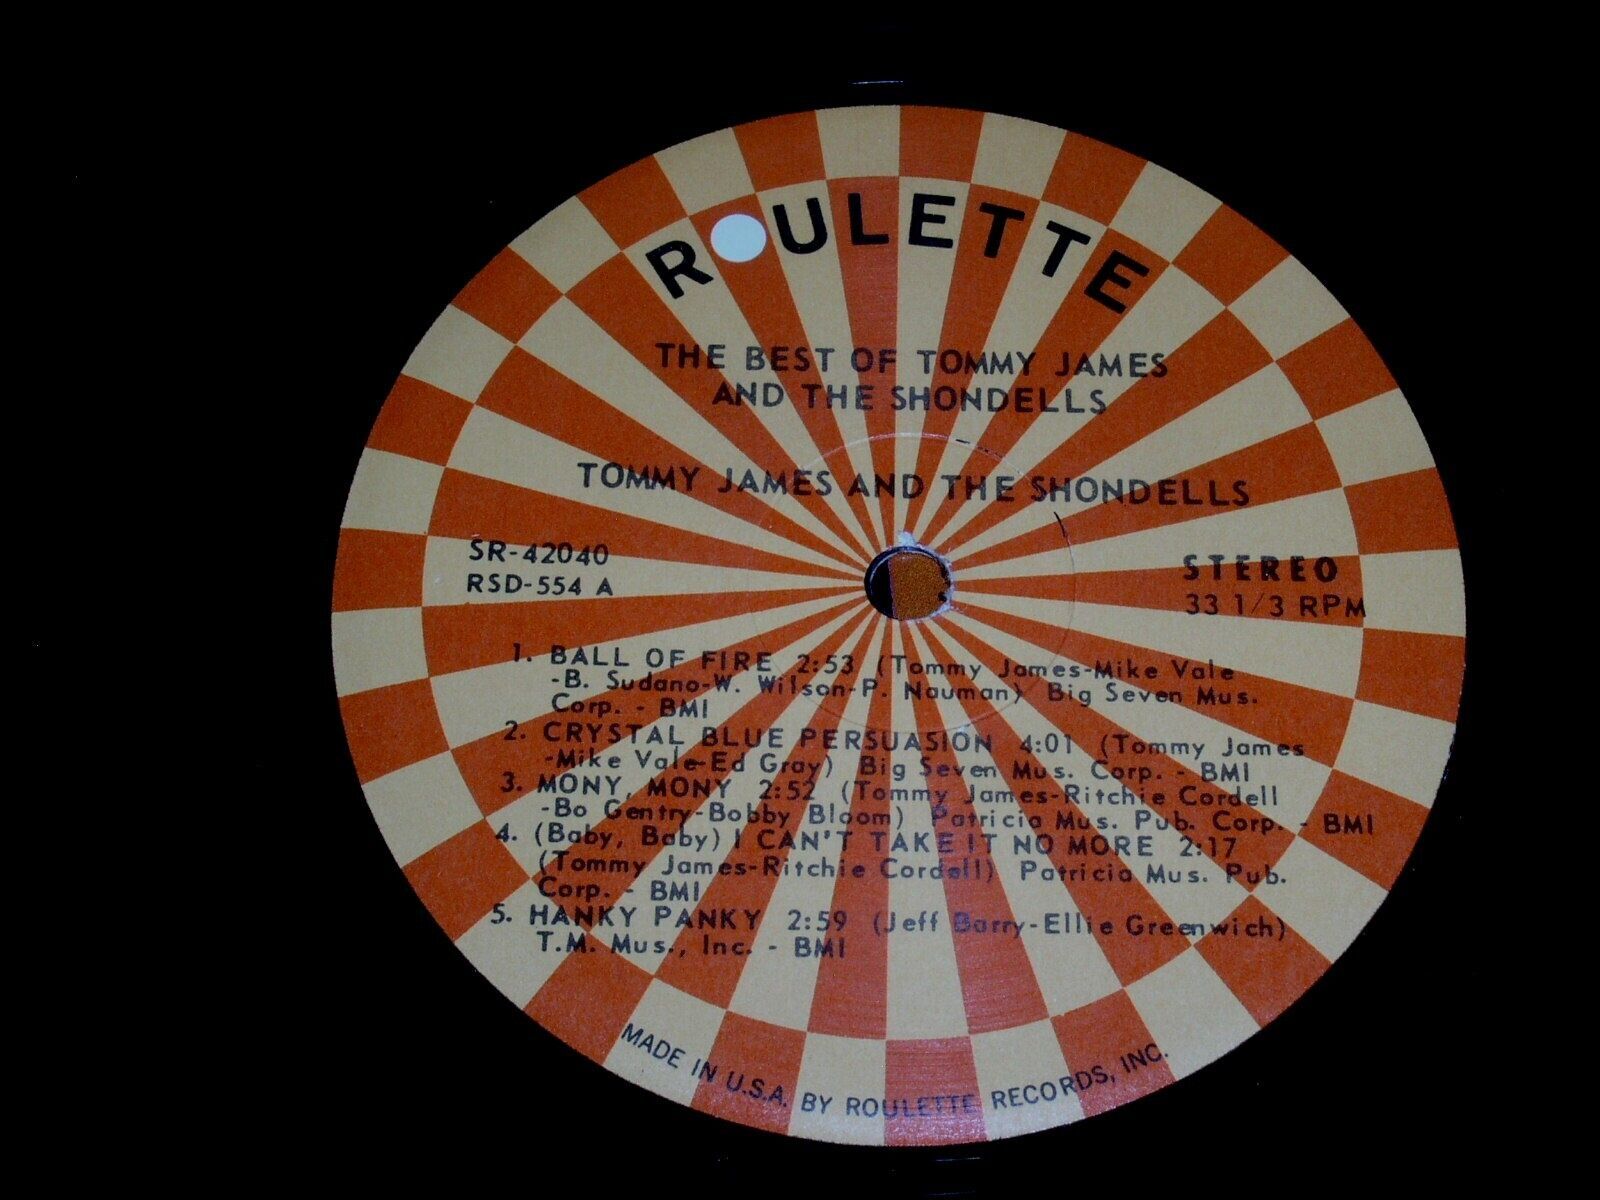 ROULETTE
THE BEST OF TOMMY JAMES
AND THE SHONDELLS
TOMMY JAMES AND THE SHONDELLS
SR-42040
RSD-554 A
STEREO
33 1/3 RPM
1. BALL OF FIRE 2:53 (Tommy James-Mike Vale
-B. Sudano-W. Wilson-P. Nauman) Big Seven Mus.
Corp. - BMI
2. CRYSTAL BLUE PERSUASION 4:01 (Tommy James
-Mike Vale-Ed Gray) Big Seven Mus. Corp. - BMI
3. MONY, MONY 2:52 (Tommy James-Ritchie Cordell
-Bo Gentry-Bobby Bloom) Patricia Mus. Pub. Corp. - BMI
4. (Baby, Baby) I CAN'T TAKE IT NO MORE 2:17
(Tommy James-Ritchie Cordell) Patricia Mus. Pub.
Corp. - BMI
5. HANKY PANKY 2:59 (Jeff Barry-Ellie Greenwich)
T.M. Mus., Inc. - BMI
MADE IN U.S.A. BY ROULETTE RECORDS, INC.